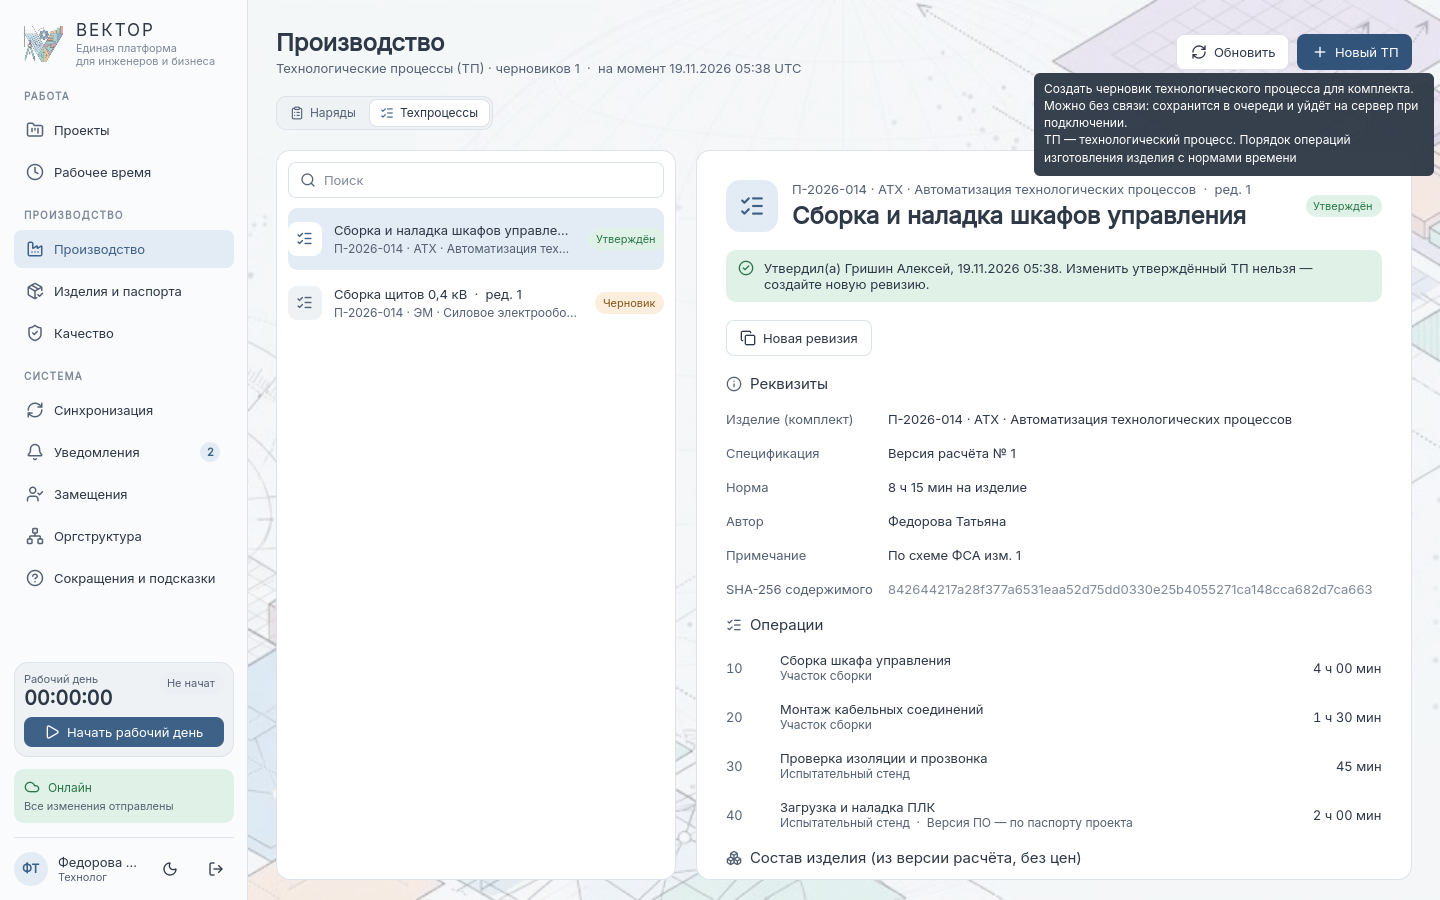 ВЕКТОР
Единая платформа
для инженеров и бизнеса
РАБОТА
Проекты
Рабочее время
ПРОИЗВОДСТВО
Производство
Изделия и паспорта
Качество
СИСТЕМА
Синхронизация
Уведомления 2
Замещения
Оргструктура
Сокращения и подсказки
Рабочий день
00:00:00
Не начат
Начать рабочий день
Онлайн
Все изменения отправлены
ФТ
Федорова ...
Технолог
Производство
Технологические процессы (ТП) · черновиков 1 · на момент 19.11.2026 05:38 UTC
Обновить
Новый ТП
Создать черновик технологического процесса для комплекта.
Можно без связи: сохранится в очереди и уйдёт на сервер при
подключении.
ТП — технологический процесс. Порядок операций
изготовления изделия с нормами времени
Наряды
Техпроцессы
Поиск
Сборка и наладка шкафов управле...
П-2026-014 · АТХ · Автоматизация тех...
Утверждён
Сборка щитов 0,4 кВ · ред. 1
П-2026-014 · ЭМ · Силовое электрообо...
Черновик
П-2026-014 · АТХ · Автоматизация технологических процессов · ред. 1
Сборка и наладка шкафов управления
Утверждён
Утвердил(а) Гришин Алексей, 19.11.2026 05:38. Изменить утверждённый ТП нельзя —
создайте новую ревизию.
Новая ревизия
Реквизиты
Изделие (комплект) П-2026-014 · АТХ · Автоматизация технологических процессов
Спецификация Версия расчёта № 1
Норма 8 ч 15 мин на изделие
Автор Федорова Татьяна
Примечание По схеме ФСА изм. 1
SHA-256 содержимого 842644217a28f377a6531eaa52d75dd0330e25b4055271ca148cca682d7ca663
Операции
10 Сборка шкафа управления 4 ч 00 мин
Участок сборки
20 Монтаж кабельных соединений 1 ч 30 мин
Участок сборки
30 Проверка изоляции и прозвонка 45 мин
Испытательный стенд
40 Загрузка и наладка ПЛК 2 ч 00 мин
Испытательный стенд · Версия ПО — по паспорту проекта
Состав изделия (из версии расчёта, без цен)